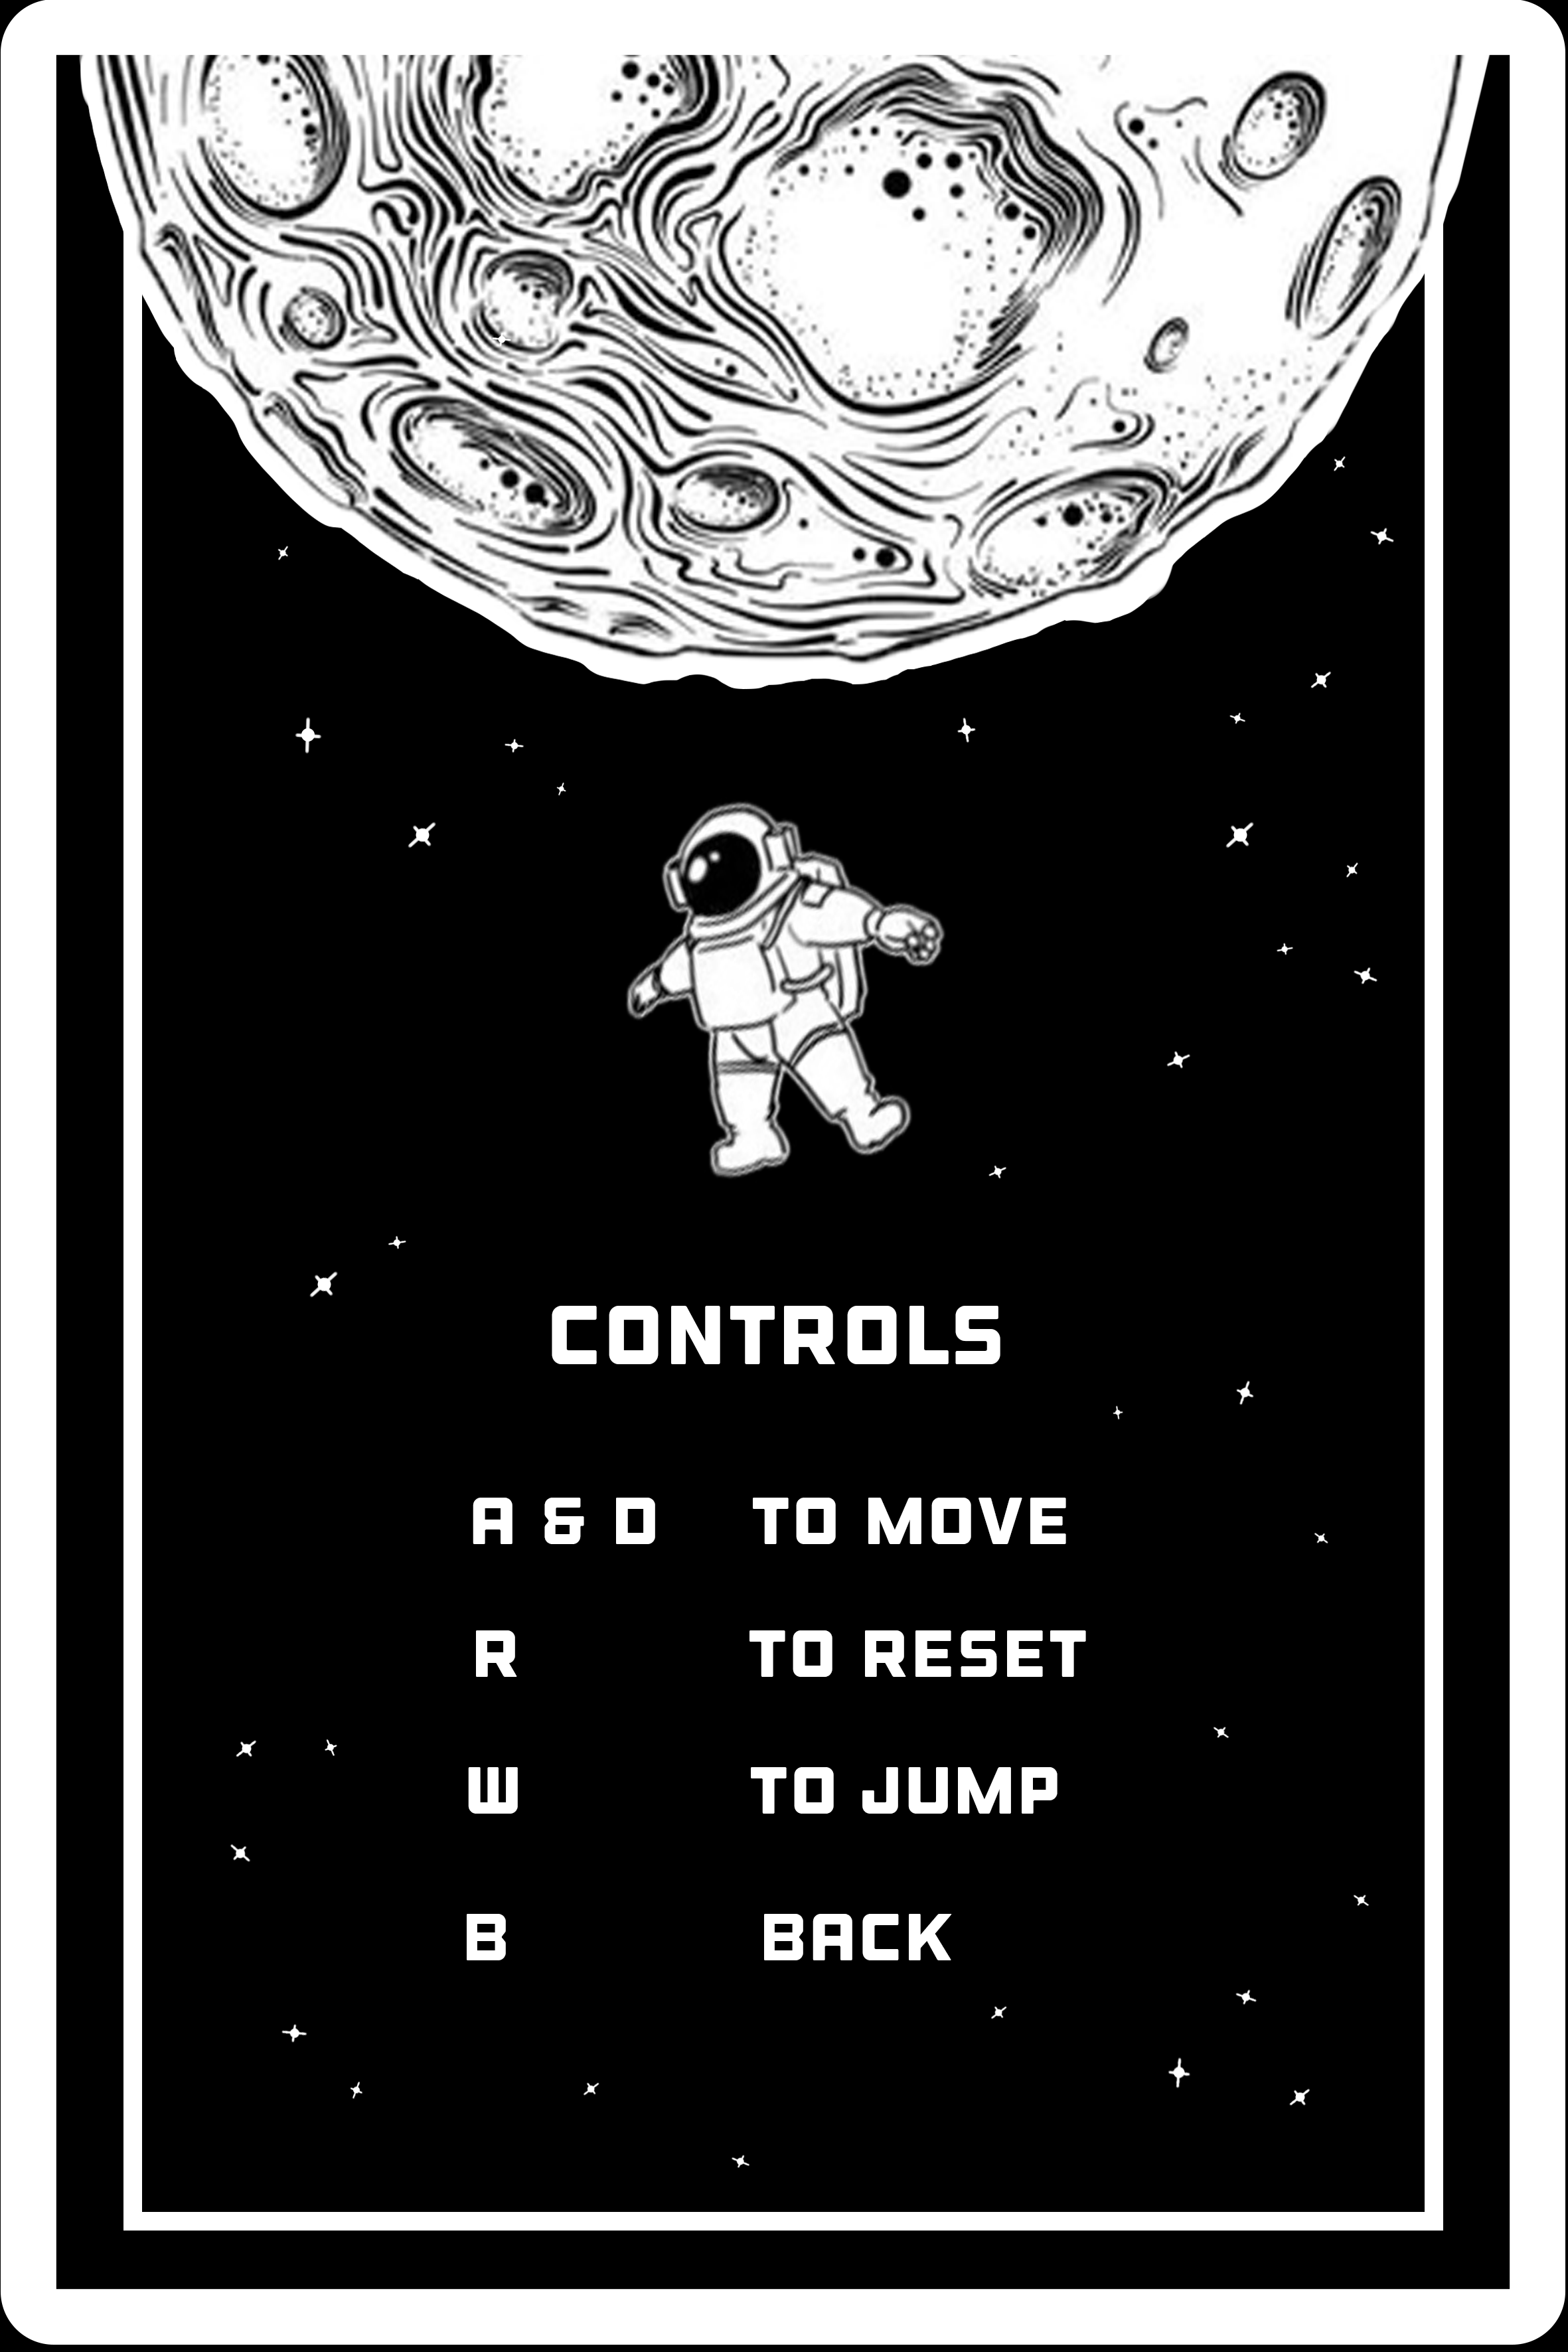 CONTROLS
A & D TO MOVE
R TO RESET
W TO JUMP
B BACK